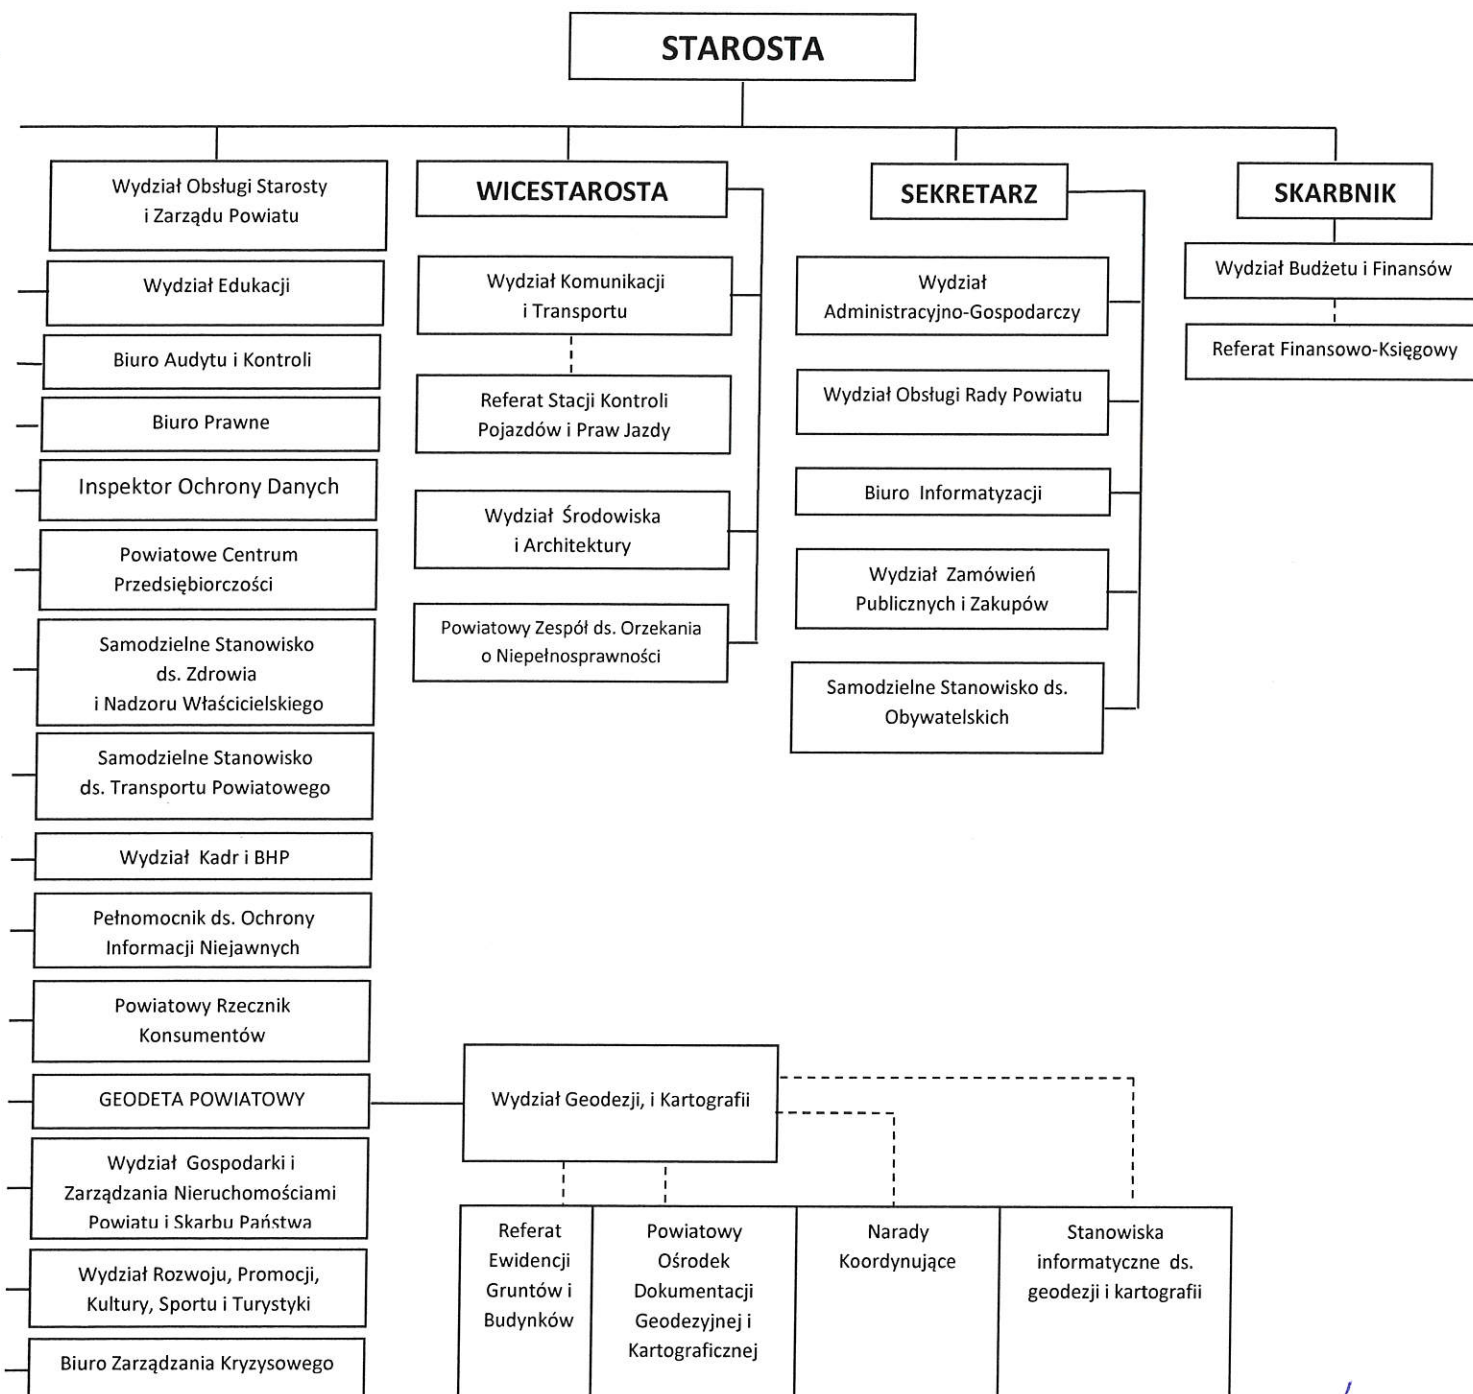 STAROSTA
Wydział Obsługi Starosty
i Zarządu Powiatu
Wydział Edukacji
Biuro Audytu i Kontroli
Biuro Prawne
Inspektor Ochrony Danych
Powiatowe Centrum
Przedsiębiorczości
Samodzielne Stanowisko
ds. Zdrowia
i Nadzoru Właścicielskiego
Samodzielne Stanowisko
ds. Transportu Powiatowego
Wydział Kadr i BHP
Pełnomocnik ds. Ochrony
Informacji Niejawnych
Powiatowy Rzecznik
Konsumentów
GEODETA POWIATOWY
Wydział Gospodarki i
Zarządzania Nieruchomościami
Powiatu i Skarbu Państwa
Wydział Rozwoju, Promocji,
Kultury, Sportu i Turystyki
Biuro Zarządzania Kryzysowego
WICESTAROSTA
Wydział Komunikacji
i Transportu
Referat Stacji Kontroli
Pojazdów i Praw Jazdy
Wydział Środowiska
i Architektury
Powiatowy Zespół ds. Orzekania
o Niepełnosprawności
SEKRETARZ
Wydział
Administracyjno-Gospodarczy
Wydział Obsługi Rady Powiatu
Biuro Informatyzacji
Wydział Zamówień
Publicznych i Zakupów
Samodzielne Stanowisko ds.
Obywatelskich
SKARBNIK
Wydział Budżetu i Finansów
Referat Finansowo-Księgowy
Wydział Geodezji, i Kartografii
Referat
Ewidencji
Gruntów i
Budynków
Powiatowy
Ośrodek
Dokumentacji
Geodezyjnej i
Kartograficznej
Narady
Koordynujące
Stanowiska
informatyczne ds.
geodezji i kartografii